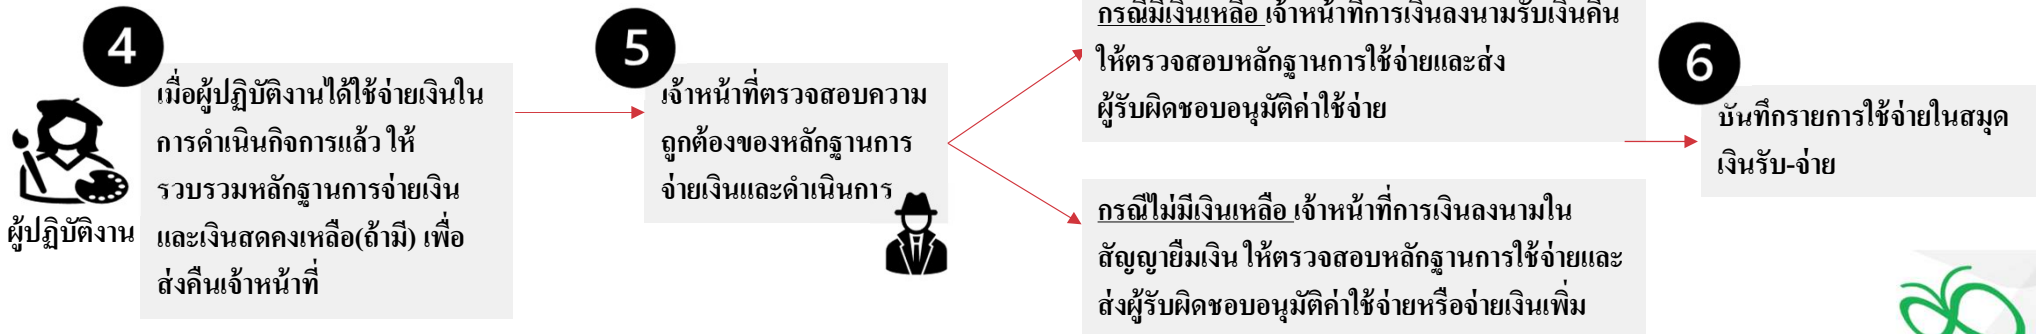 4
เมื่อผู้ปฏิบัติงานได้ใช้จ่ายเงินใน
การดำเนินกิจการแล้ว ให้
รวบรวมหลักฐานการจ่ายเงิน
และเงินสดคงเหลือ(ถ้ามี) เพื่อ
ส่งคืนเจ้าหน้าที่
ผู้ปฏิบัติงาน
5
เจ้าหน้าที่ตรวจสอบความ
ถูกต้องของหลักฐานการ
จ่ายเงินและดำเนินการ
กรณีมีเงินเหลือ เจ้าหน้าที่การเงินลงนามรับเงินคืน
ให้ตรวจสอบหลักฐานการใช้จ่ายและส่ง
ผู้รับผิดชอบอนุมัติค่าใช้จ่าย
กรณีไม่มีเงินเหลือ เจ้าหน้าที่การเงินลงนามใน
สัญญายืมเงิน ให้ตรวจสอบหลักฐานการใช้จ่ายและ
ส่งผู้รับผิดชอบอนุมัติค่าใช้จ่ายหรือจ่ายเงินเพิ่ม
6
บันทึกรายการใช้จ่ายในสมุด
เงินรับ-จ่าย